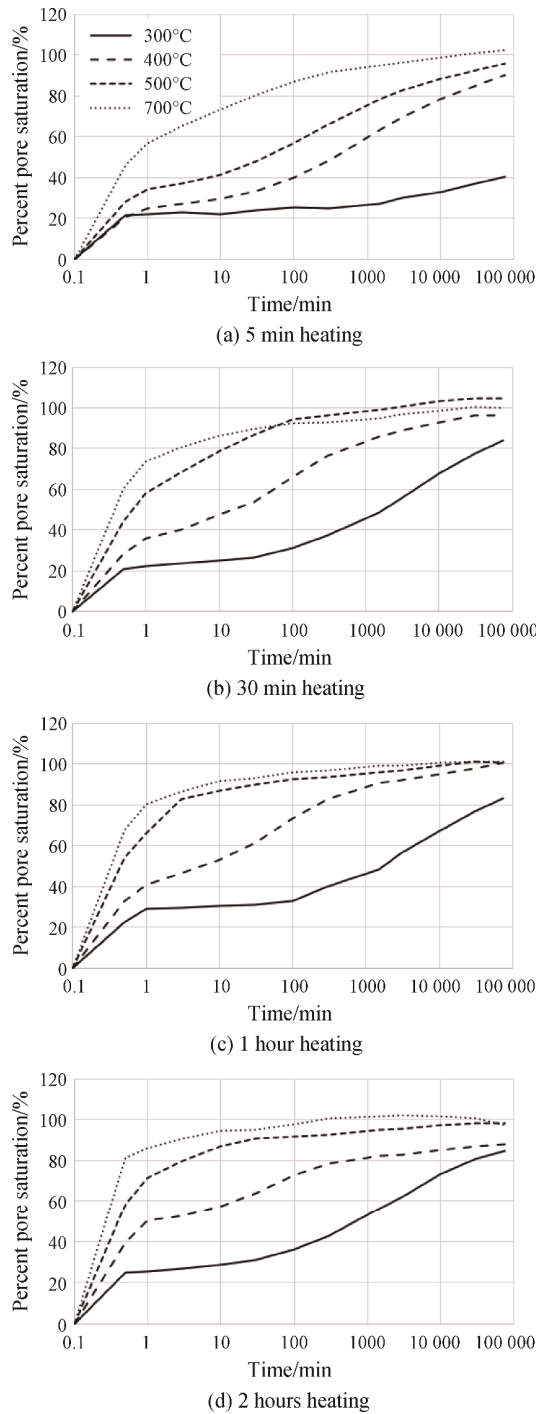 120
100
80
60
40
20
0
Percent pore saturation/%
300°C
400°C
500°C
700°C
0.1 1 10 100 1000 10 000 100 000
Time/min
(a) 5 min heating
120
100
80
60
40
20
0
Percent pore saturation/%
0.1 1 10 100 1000 10 000 100 000
Time/min
(b) 30 min heating
120
100
80
60
40
20
0
Percent pore saturation/%
0.1 1 10 100 1000 10 000 100 000
Time/min
(c) 1 hour heating
120
100
80
60
40
20
0
Percent pore saturation/%
0.1 1 10 100 1000 10 000 100 000
Time/min
(d) 2 hours heating